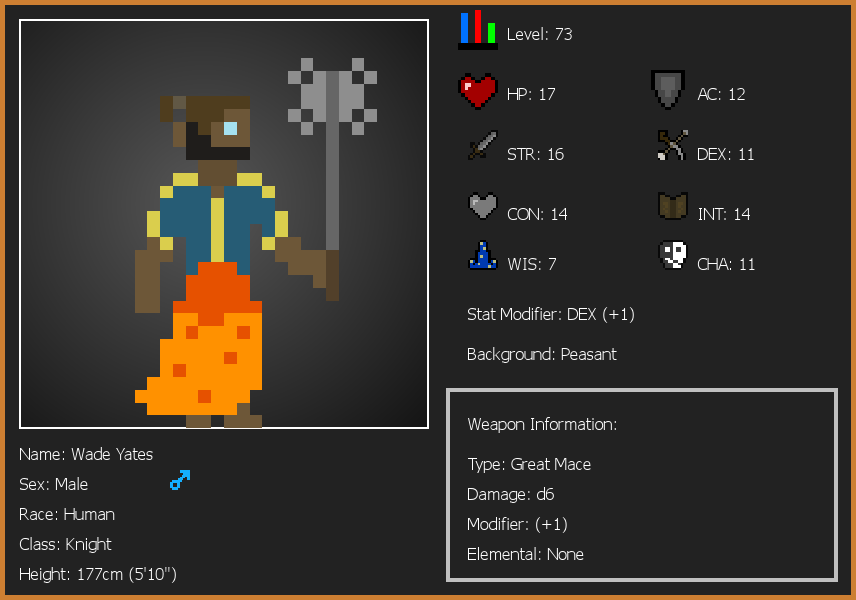 Level: 73
HP: 17
AC: 12
STR: 16
DEX: 11
CON: 14
INT: 14
WIS: 7
CHA: 11
Stat Modifier: DEX (+1)
Background: Peasant
Weapon Information:
Type: Great Mace
Damage: d6
Modifier: (+1)
Elemental: None
Name: Wade Yates
Sex: Male
Race: Human
Class: Knight
Height: 177cm (5'10")